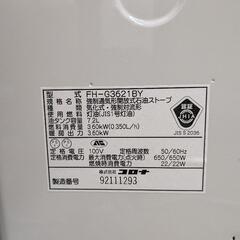 型式 FH-G3621BY
種類 強制通気形開放式石油ストーブ
気化式・強制対流形
使用燃料 灯油(JIS1号灯油)
油タンク容量 7.2L
燃料消費量 3.60kW(0.350L/h)
暖房出力 3.60kW
定格電圧 100V 定格周波数 50/60Hz
定格消費電力 最大消費電力(点火時) 650/650W
燃焼時消費電力 22/22W
株式会社 コロナ
製造番号 92111293
認証
JHIA
JIS S 2036